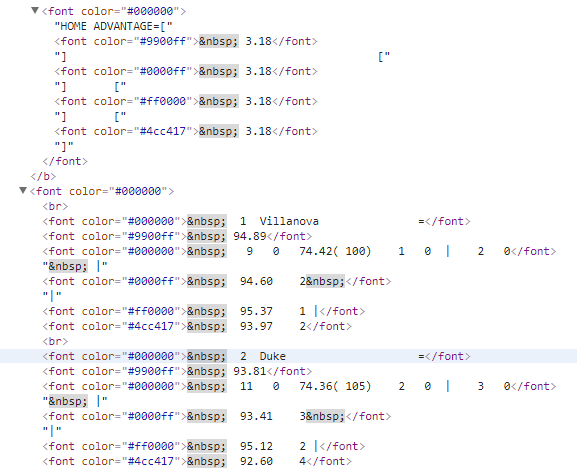 ▼<font color="#000000">
"HOME ADVANTAGE=["
<font color="#9900ff">&nbsp; 3.18</font>
"] ["
<font color="#0000ff">&nbsp; 3.18</font>
"] ["
<font color="#ff0000">&nbsp; 3.18</font>
"] ["
<font color="#4cc417">&nbsp; 3.18</font>
"]"
</font>
</b>
▼<font color="#000000">
<br>
<font color="#000000">&nbsp; 1 Villanova =</font>
<font color="#9900ff">&nbsp; 94.89</font>
<font color="#000000">&nbsp; 9 0 74.42( 100) 1 0 | 2 0</font>
"&nbsp; |"
<font color="#0000ff">&nbsp; 94.60 2&nbsp;</font>
"|"
<font color="#ff0000">&nbsp; 95.37 1 |</font>
<font color="#4cc417">&nbsp; 93.97 2</font>
<br>
<font color="#000000">&nbsp; 2 Duke =</font>
<font color="#9900ff">&nbsp; 93.81</font>
<font color="#000000">&nbsp; 11 0 74.36( 105) 2 0 | 3 0</font>
"&nbsp; |"
<font color="#0000ff">&nbsp; 93.41 3&nbsp;</font>
"|"
<font color="#ff0000">&nbsp; 95.12 2 |</font>
<font color="#4cc417">&nbsp; 92.60 4</font>